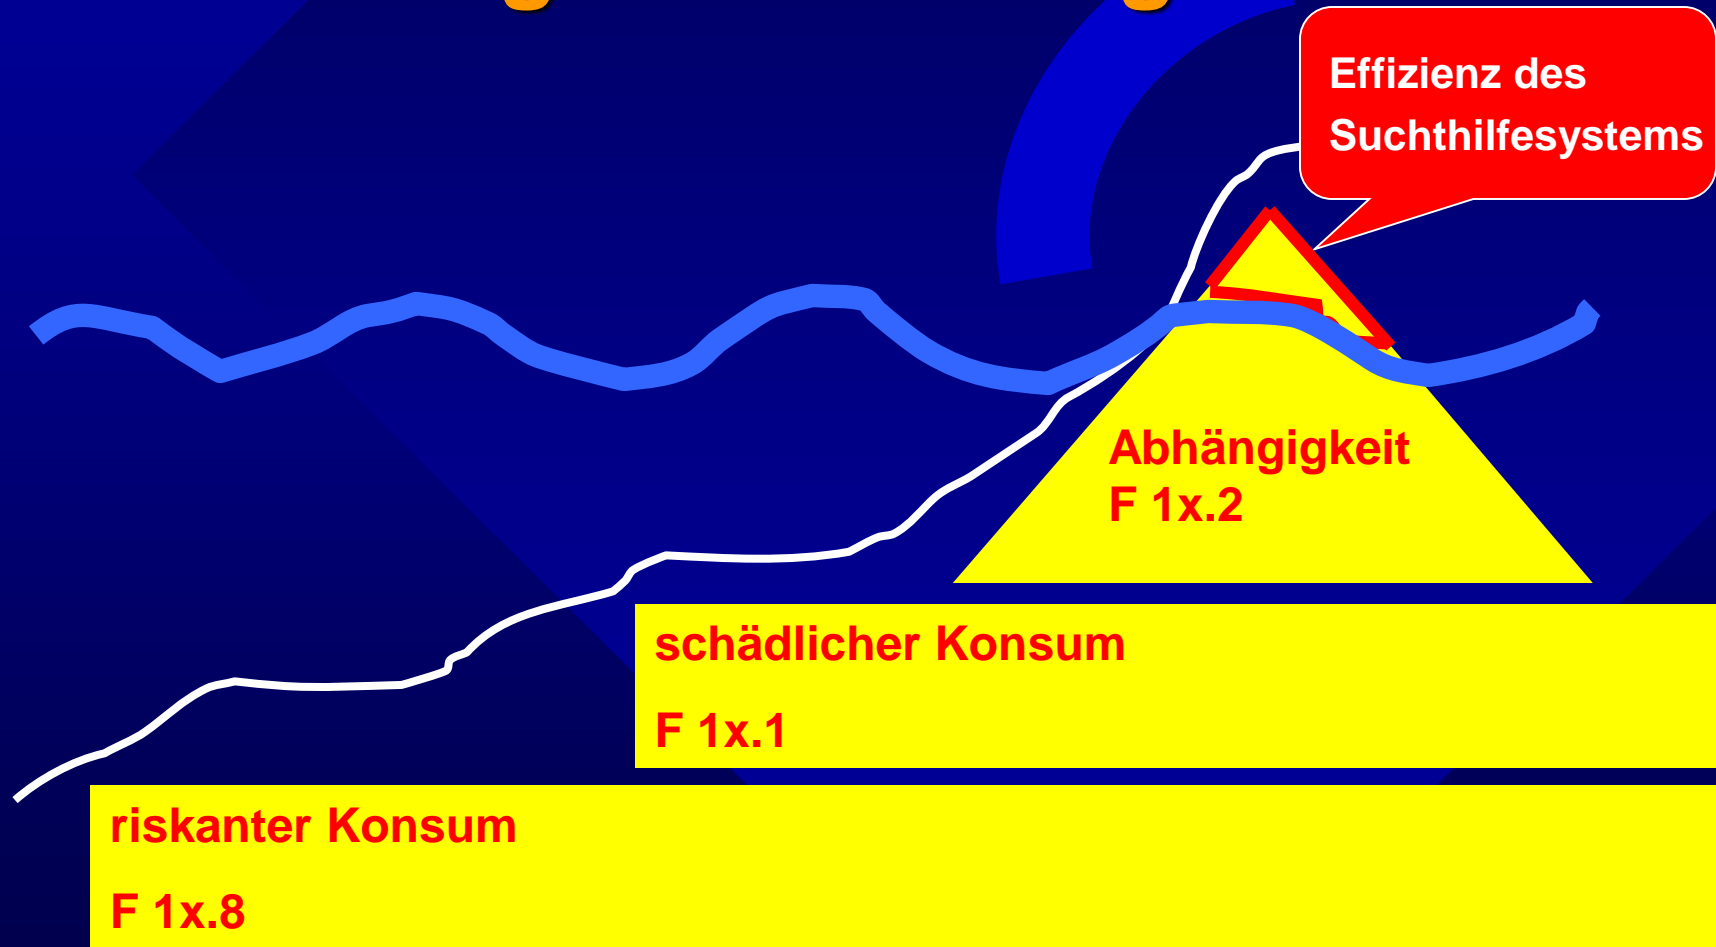 Effizienz des
Suchthilfesystems
Abhängigkeit
F 1x.2
schädlicher Konsum
F 1x.1
riskanter Konsum
F 1x.8